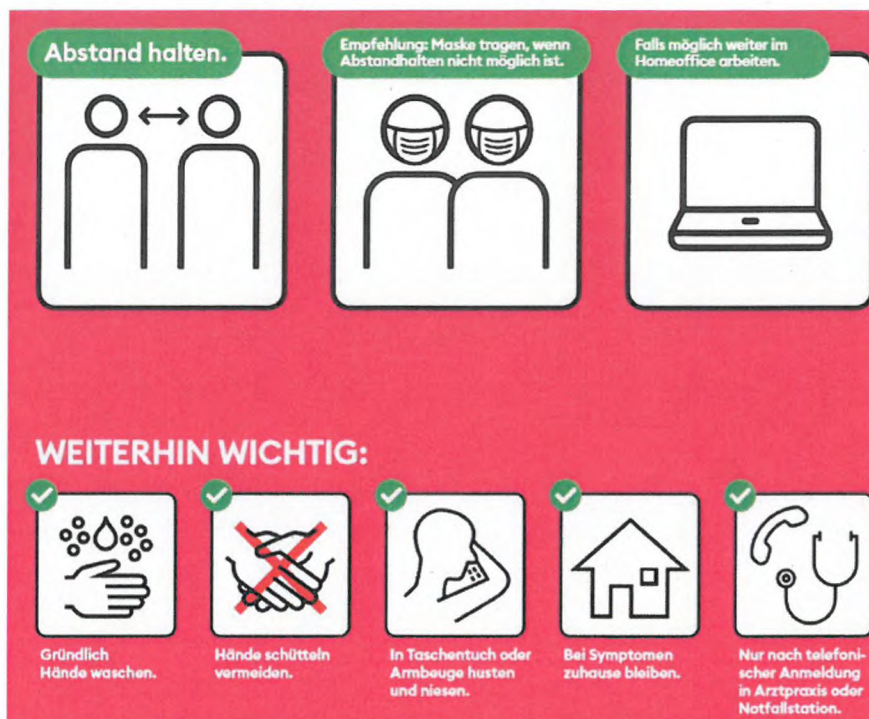 Abstand halten.
Empfehlung: Maske tragen, wenn
Abstandhalten nicht möglich ist.
Falls möglich weiter im
Homeoffice arbeiten.
WEITERHIN WICHTIG:
Gründlich
Hände waschen.
Hände schütteln
vermeiden.
In Taschentuch oder
Armbeuge husten
und niesen.
Bei Symptomen
zuhause bleiben.
Nur nach telefoni-
scher Anmeldung
in Arztpraxis oder
Notfallstation.